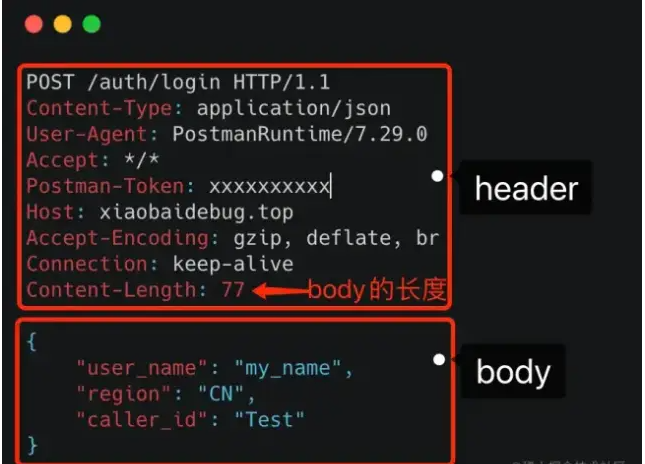 POST /auth/login HTTP/1.1
Content-Type: application/json
User-Agent: PostmanRuntime/7.29.0
Accept: */*
Postman-Token: xxxxxxxxxx
header
Host: xiaobaidebug.top
Accept-Encoding: gzip, deflate, br
Connection: keep-alive
Content-Length: 77 body的长度
{
"user_name": "my_name",
body
"region": "CN",
"caller_id": "Test"
}